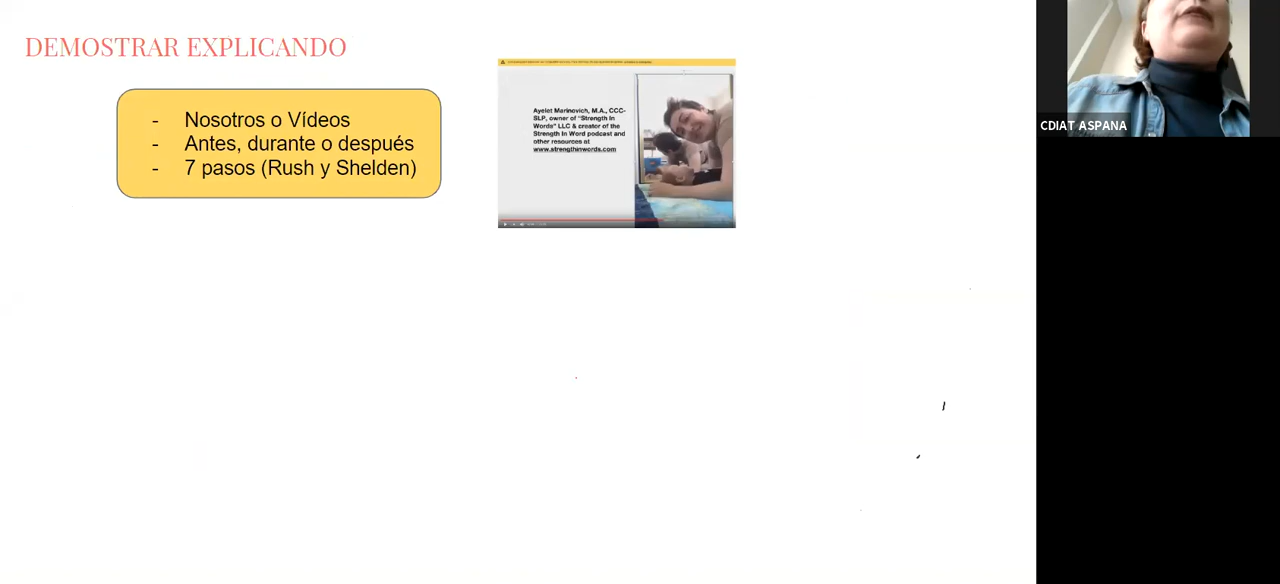 DEMOSTRAR EXPLICANDO
- Nosotros o Vídeos
- Antes, durante o después
- 7 pasos (Rush y Shelden)
Ayelet Marinovich, M.A., CCC-
SLP, owner of "Strength In
Words" LLC & creator of the
Strength In Word podcast and
other resources at
www.strengthinwords.com
CDIAT ASPANA